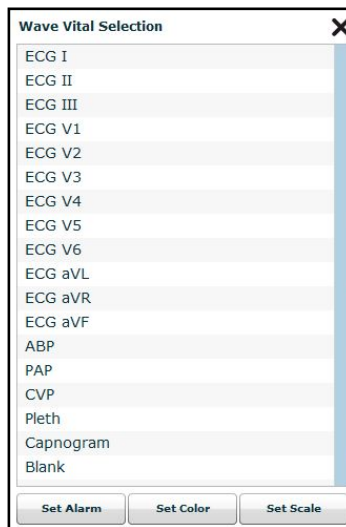 Wave Vital Selection
ECG I
ECG II
ECG III
ECG V1
ECG V2
ECG V3
ECG V4
ECG V5
ECG V6
ECG aVL
ECG aVR
ECG aVF
ABP
PAP
CVP
Pleth
Capnogram
Blank
Set Alarm Set Color Set Scale